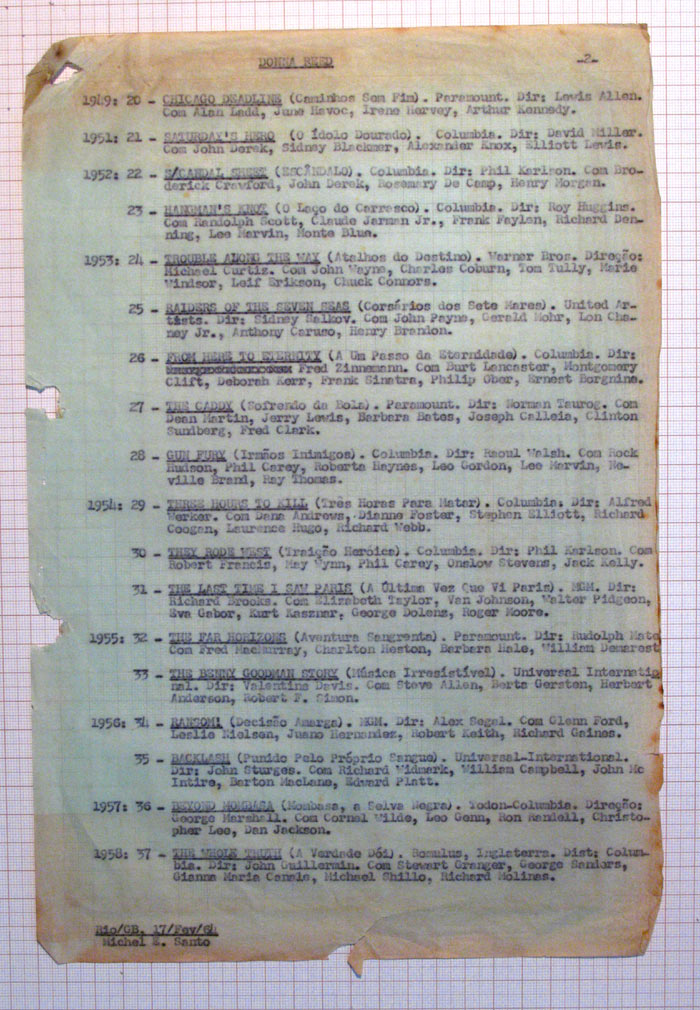 DONNA REED -2-
1949: 20 - CHICAGO DEADLINE (Caminhos Sem Fim). Paramount. Dir: Lewis Allen.
Com Alan Ladd, June Havoc, Irene Hervey, Arthur Kennedy.
1951: 21 - SATURDAY'S HERO (O Ídolo Dourado). Columbia. Dir: David Miller.
Com John Derek, Sidney Blackmer, Alexander Knox, Elliott Lewis.
1952: 22 - S/CANDAL SHEET (ESCÂNDALO). Columbia. Dir: Phil Karlson. Com Bro-
derick Crawford, John Derek, Rosemary De Camp, Henry Morgan.
23 - HANGMAN'S KNOT (O Laço do Carrasco). Columbia. Dir: Roy Huggins.
Com Randolph Scott, Claude Jarman Jr., Frank Faylen, Richard Den-
ning, Lee Marvin, Monte Blue.
1953: 24 - TROUBLE ALONG THE WAY (Atalhos do Destino). Warner Bros. Direção:
Michael Curtiz. Com John Wayne, Charles Coburn, Tom Tully, Marie
Windsor, Leif Erikson, Chuck Connors.
25 - RAIDERS OF THE SEVEN SEAS (Corsários dos Sete Mares). United Ar-
tists. Dir: Sidney Salkov. Com John Payne, Gerald Mohr, Lon Cha-
ney Jr., Anthony Caruso, Henry Brandon.
26 - FROM HERE TO ETERNITY (A Um Passo da Eternidade). Columbia. Dir:
Fred Zinnemann. Com Burt Lancaster, Montgomery
Clift, Deborah Kerr, Frank Sinatra, Philip Ober, Ernest Borgnine.
27 - THE CADDY (Sofrendo da Bola). Paramount. Dir: Norman Taurog. Com
Dean Martin, Jerry Lewis, Barbara Bates, Joseph Calleia, Clinton
Sundberg, Fred Clark.
28 - GUN FURY (Irmãos Inimigos). Columbia. Dir: Raoul Walsh. Com Rock
Hudson, Phil Carey, Roberta Haynes, Leo Gordon, Lee Marvin, Ne-
ville Brand, Ray Thomas.
1954: 29 - THREE HOURS TO KILL (Três Horas Para Matar). Columbia: Dir: Alfred
Werker. Com Dana Andrews, Dianne Foster, Stephen Elliott, Richard
Coogan, Laurence Hugo, Richard Webb.
30 - THEY RODE WEST (Traição Heróica). Columbia. Dir: Phil Karlson. Com
Robert Francis, May Wynn, Phil Carey, Onslow Stevens, Jack Kelly.
31 - THE LAST TIME I SAW PARIS (A Última Vez Que Vi Paris). MGM. Dir:
Richard Brooks. Com Elizabeth Taylor, Van Johnson, Walter Pidgeon,
Eva Gabor, Kurt Kasznar, George Dolenz, Roger Moore.
1955: 32 - THE FAR HORIZONS (Aventura Sangrenta). Paramount. Dir: Rudolph Mate
Com Fred MacMurray, Charlton Heston, Barbara Hale, William Demarest
33 - THE BENNY GOODMAN STORY (Música Irresistível). Universal Internatio
nal. Dir: Valentine Davis. Com Steve Allen, Berta Gersten, Herbert
Anderson, Robert F. Simon.
1956: 34 - RANSOM! (Decisão Amarga). MGM. Dir: Alex Segal. Com Glenn Ford,
Leslie Nielsen, Juano Hernandez, Robert Keith, Richard Gaines.
35 - BACKLASH (Punido Pelo Próprio Sangue). Universal-International.
Dir: John Sturges. Com Richard Widmark, William Campbell, John Mc
Intire, Barton MacLane, Edward Platt.
1957: 36 - BEYOND MOMBASA (Mombasa, a Selva Negra). Todon-Columbia. Direção:
George Marshall. Com Cornel Wilde, Leo Genn, Ron Randell, Christo-
pher Lee, Dan Jackson.
1958: 37 - THE WHOLE TRUTH (A Verdade Dói). Romulus, Inglaterra. Dist: Colum-
bia. Dir: John Guillermin. Com Stewart Granger, George Sanders,
Gianna Maria Canale, Michael Shillo, Richard Molinas.
Rio/GB, 17/Fev/64
Michel E. Santo